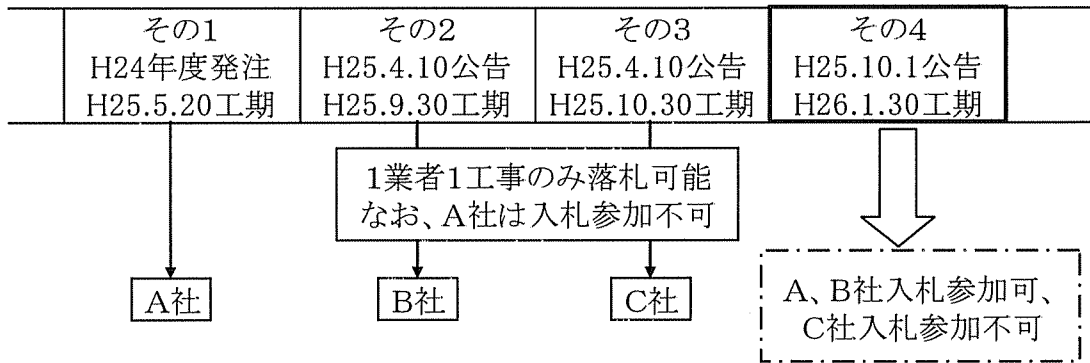 その1
H24年度発注
H25.5.20工期
その2
H25.4.10公告
H25.9.30工期
その3
H25.4.10公告
H25.10.30工期
その4
H25.10.1公告
H26.1.30工期
1業者1工事のみ落札可能
なお、A社は入札参加不可
A社
B社
C社
A、B社入札参加可、
C社入札参加不可